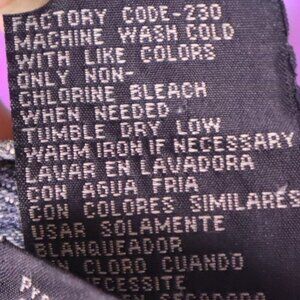 FACTORY CODE-230
MACHINE WASH COLD
WITH LIKE COLORS
ONLY NON-
CHLORINE BLEACH
WHEN NEEDED
TUMBLE DRY LOW
WARM IRON IF NECESSARY
LAVAR EN LAVADORA
CON AGUA FRIA
CON COLORES SIMILARES
USAR SOLAMENTE
BLANQUEADOR
CLORO CUANDO
NECESSITE